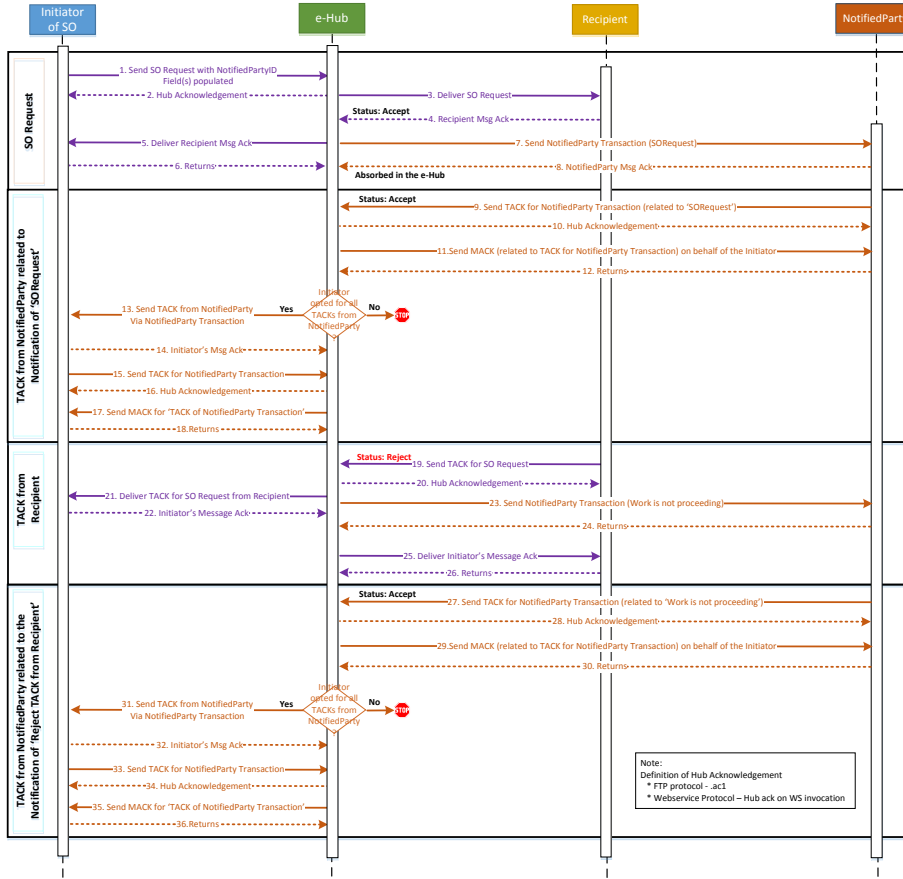 Initiator
of SO
e-Hub
Recipient
NotifiedParty
SO Request
1. Send SO Request with NotifiedPartyID
Field(s) populated
2. Hub Acknowledgement
3. Deliver SO Request
Status: Accept
4. Recipient Msg Ack
5. Deliver Recipient Msg Ack
7. Send NotifiedParty Transaction (SORequest)
6. Returns
8. NotifiedParty Msg Ack
Absorbed in the e-Hub
TACK from NotifiedParty related to
Notification of 'SORequest'
Status: Accept
9. Send TACK for NotifiedParty Transaction (related to 'SORequest')
10. Hub Acknowledgement
11.Send MACK (related to TACK for NotifiedParty Transaction) on behalf of the Initiator
12. Returns
Initiator
opted for all
TACKs from
NotifiedParty
?
Yes
No
STOP
13. Send TACK from NotifiedParty
Via NotifiedParty Transaction
14. Initiator's Msg Ack
15. Send TACK for NotifiedParty Transaction
16. Hub Acknowledgement
17. Send MACK for 'TACK of NotifiedParty Transaction'
18.Returns
TACK from
Recipient
Status: Reject
19. Send TACK for SO Request
20. Hub Acknowledgement
21. Deliver TACK for SO Request from Recipient
23. Send NotifiedParty Transaction (Work is not proceeding)
22. Initiator's Message Ack
24. Returns
25. Deliver Initiator's Message Ack
26. Returns
TACK from NotifiedParty related to the
Notification of 'Reject TACK from Recipient'
Status: Accept
27. Send TACK for NotifiedParty Transaction (related to 'Work is not proceeding')
28. Hub Acknowledgement
29.Send MACK (related to TACK for NotifiedParty Transaction) on behalf of the Initiator
30. Returns
Initiator
opted for all
TACKs from
NotifiedParty
?
Yes
No
STOP
31. Send TACK from NotifiedParty
Via NotifiedParty Transaction
32. Initiator's Msg Ack
33. Send TACK for NotifiedParty Transaction
34. Hub Acknowledgement
35. Send MACK for 'TACK of NotifiedParty Transaction'
36.Returns
Note:
Definition of Hub Acknowledgement
* FTP protocol - .ac1
* Webservice Protocol – Hub ack on WS invocation